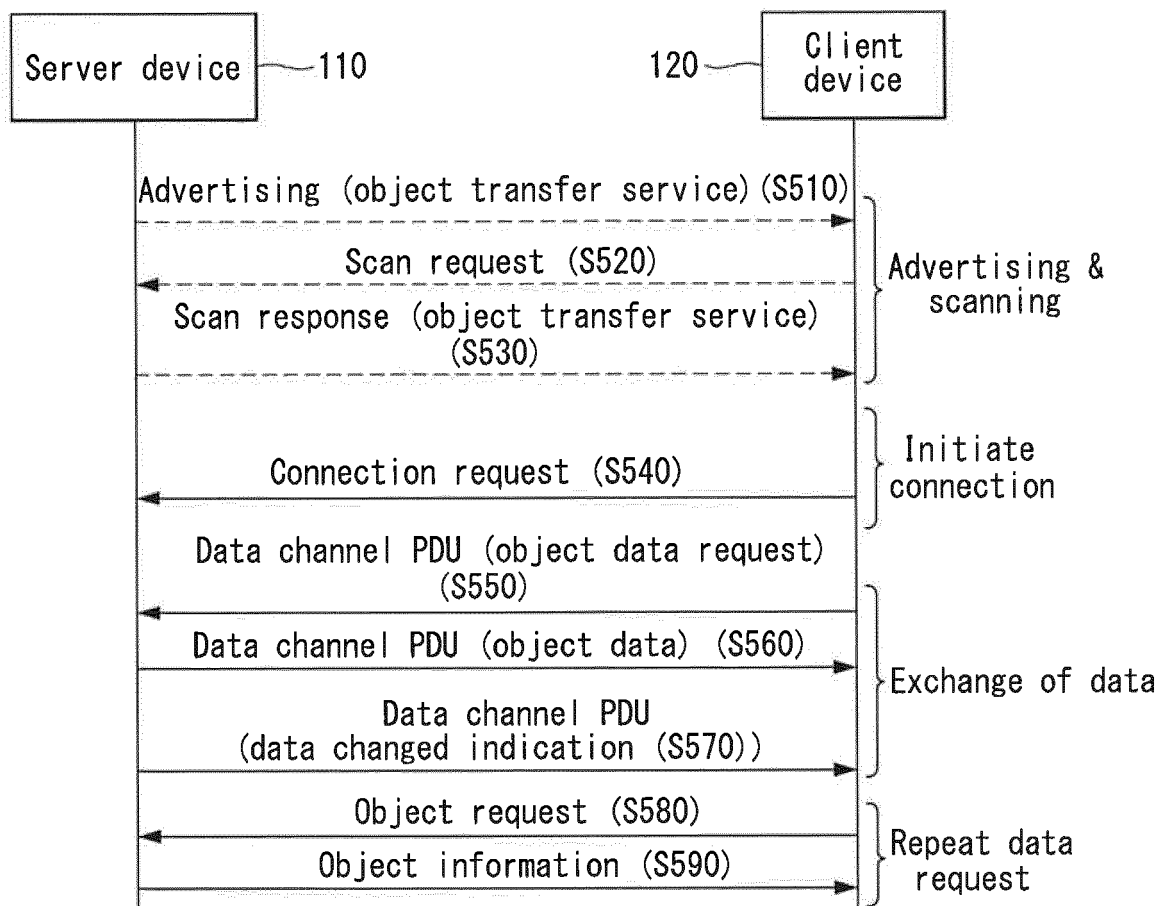 Server device
110
120
Client
device
Advertising (object transfer service) (S510)
Scan request (S520)
Scan response (object transfer service)
(S530)
Advertising &
scanning
Connection request (S540)
Initiate
connection
Data channel PDU (object data request)
(S550)
Data channel PDU (object data) (S560)
Data channel PDU
(data changed indication (S570))
Exchange of data
Object request (S580)
Object information (S590)
Repeat data
request